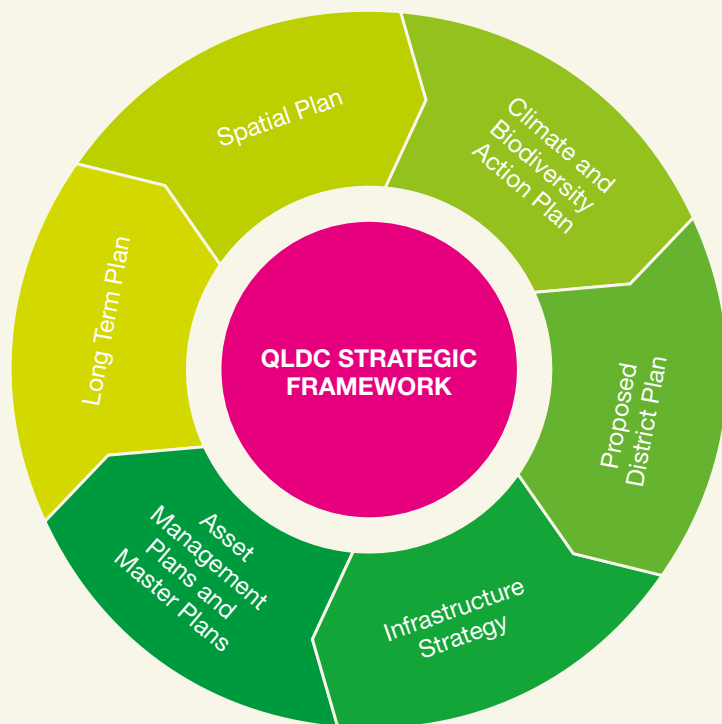 Spatial Plan
Climate and
Biodiversity
Action Plan
Proposed
District Plan
Infrastructure
Strategy
Asset
Management
Plans and
Master Plans
Long Term Plan
QLDC STRATEGIC
FRAMEWORK